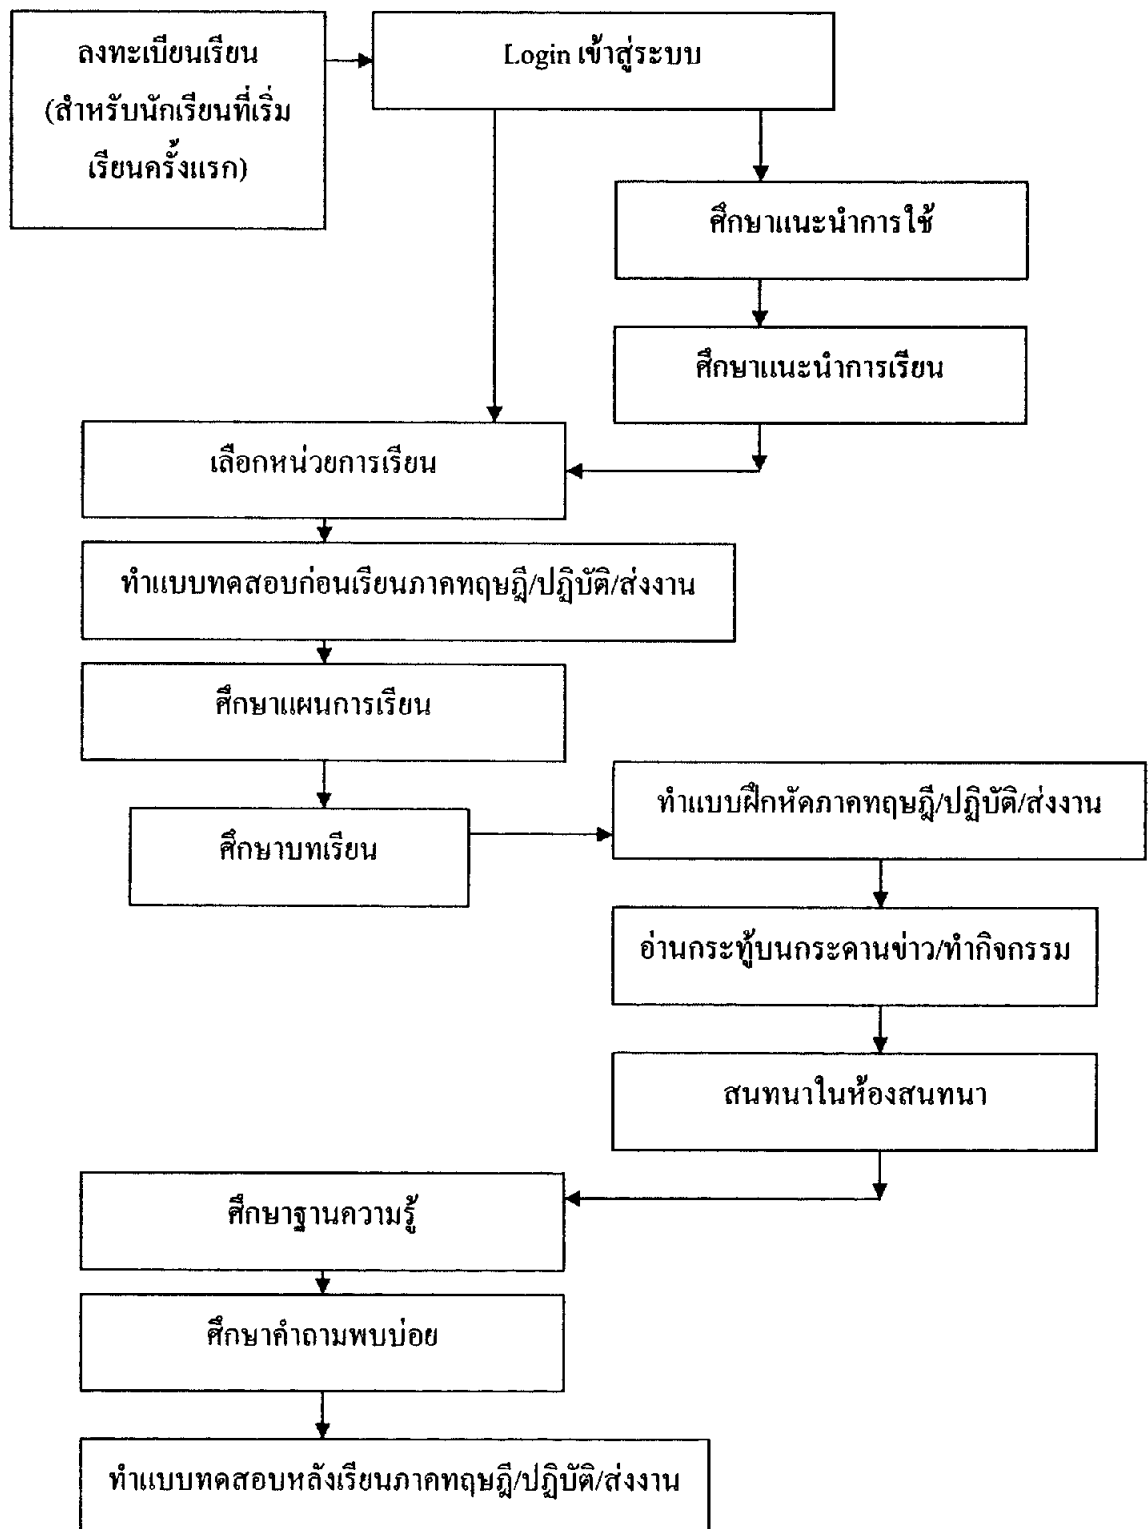 ลงทะเบียนเรียน
(สำหรับนักเรียนที่เริ่ม
เรียนครั้งแรก)
Login เข้าสู่ระบบ
ศึกษาแนะนำการใช้
ศึกษาแนะนำการเรียน
เลือกหน่วยการเรียน
ทำแบบทดสอบก่อนเรียนภาคทฤษฎี/ปฏิบัติ/ส่งงาน
ศึกษาแผนการเรียน
ศึกษาบทเรียน
ทำแบบฝึกหัดภาคทฤษฎี/ปฏิบัติ/ส่งงาน
อ่านกระทู้บนกระดานข่าว/ทำกิจกรรม
สนทนาในห้องสนทนา
ศึกษาฐานความรู้
ศึกษาคำถามพบบ่อย
ทำแบบทดสอบหลังเรียนภาคทฤษฎี/ปฏิบัติ/ส่งงาน